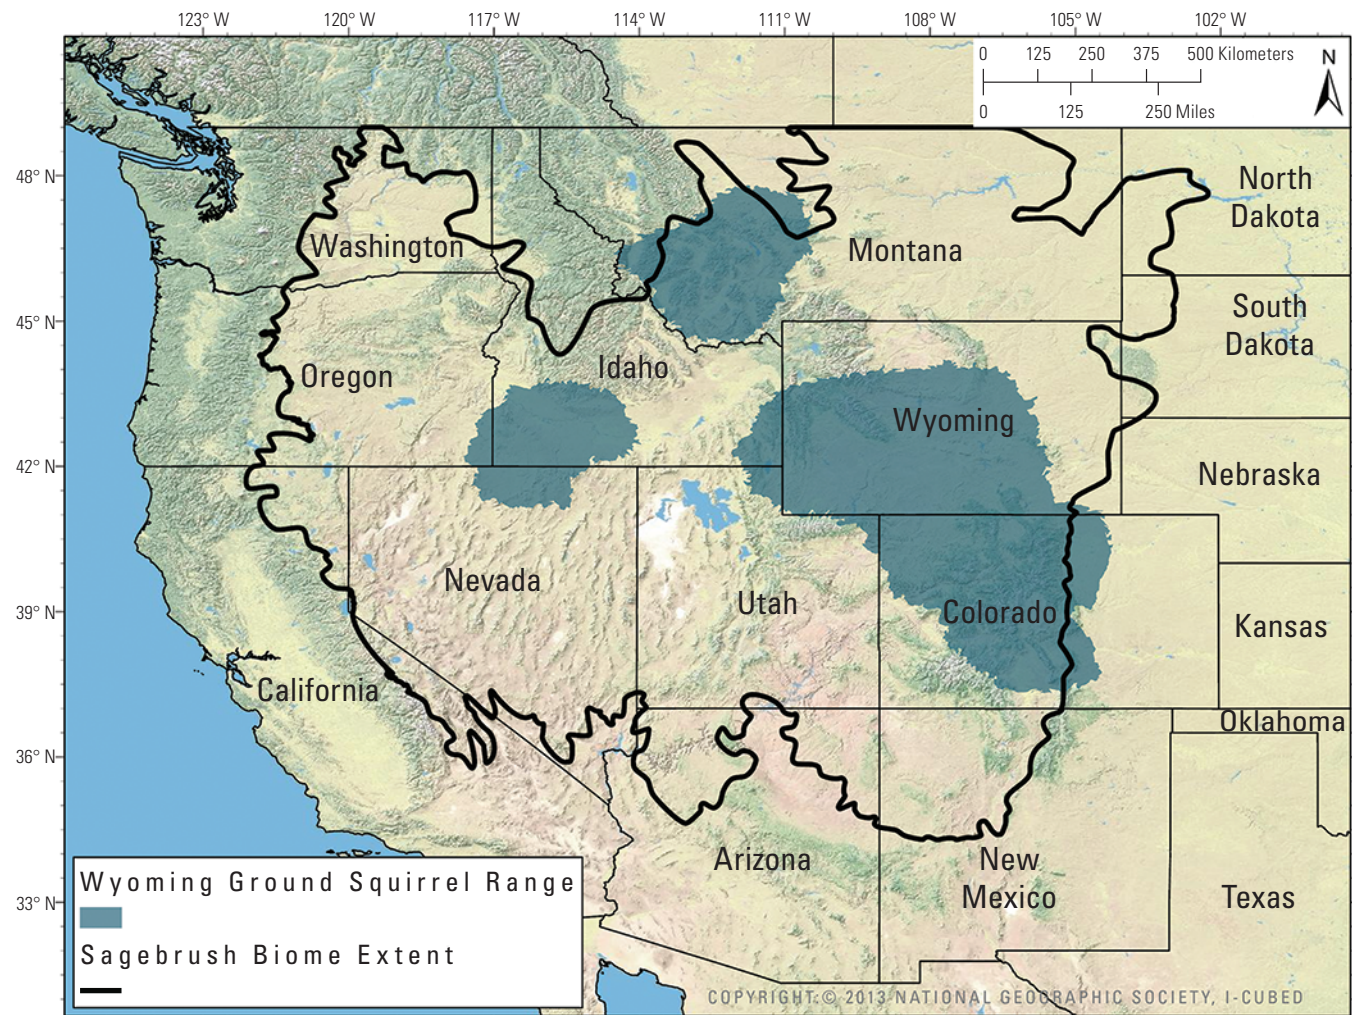 123° W 120° W 117° W 114° W 111° W 108° W 105° W 102° W
0 125 250 375 500 Kilometers
0 125 250 Miles
N
48° N
45° N
42° N
39° N
36° N
33° N
North
Dakota
Washington
Montana
South
Dakota
Idaho
Oregon
Wyoming
Nebraska
Nevada
Utah
Colorado
Kansas
California
Oklahoma
Arizona
New
Mexico
Texas
Wyoming Ground Squirrel Range
Sagebrush Biome Extent
COPYRIGHT:© 2013 NATIONAL GEOGRAPHIC SOCIETY, I-CUBED